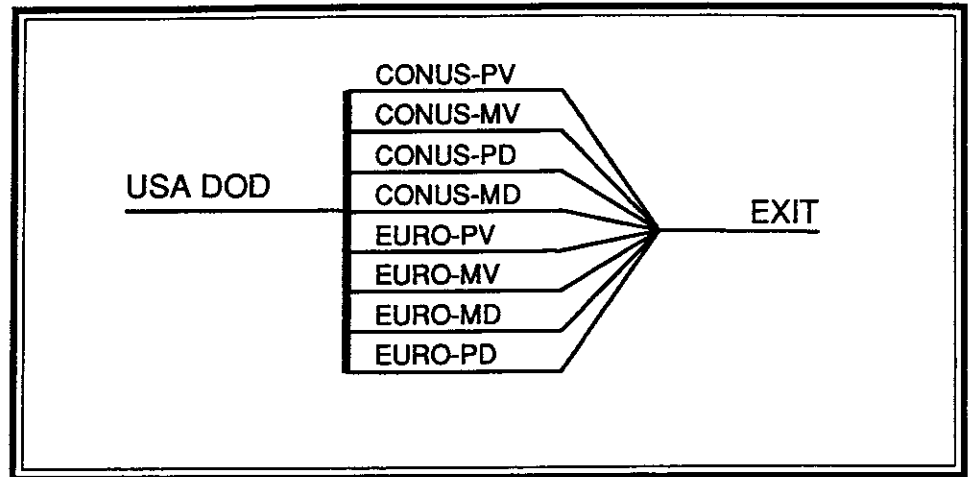 USA DOD
CONUS-PV
CONUS-MV
CONUS-PD
CONUS-MD
EURO-PV
EURO-MV
EURO-MD
EURO-PD
EXIT